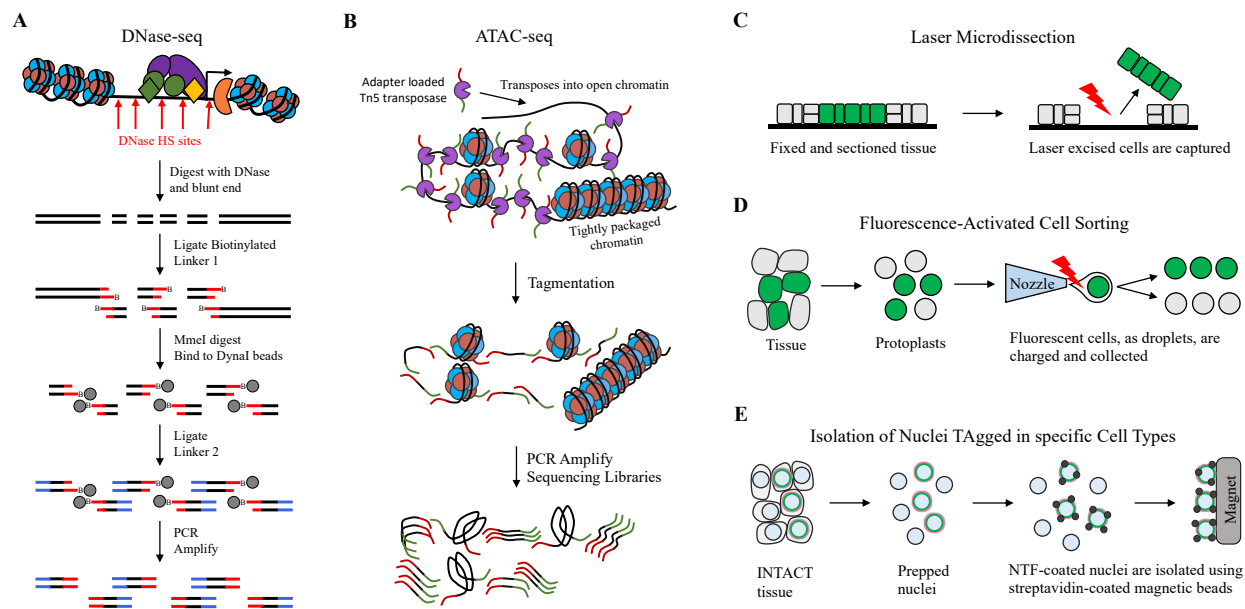 A
DNase-seq
DNase HS sites
Digest with DNase
and blunt end
Ligate Biotinylated
Linker 1
B
B
B
B
B
B
MmeI digest
Bind to DynaI beads
B
B
B
B
B
B
Ligate
Linker 2
B
B
B
B
B
B
PCR
Amplify
B
ATAC-seq
Adapter loaded
Tn5 transposase
Transposes into open chromatin
Tightly packaged
chromatin
Tagmentation
PCR Amplify
Sequencing Libraries
C
Laser Microdissection
Fixed and sectioned tissue
Laser excised cells are captured
D
Fluorescence-Activated Cell Sorting
Nozzle
Tissue
Protoplasts
Fluorescent cells, as droplets, are
charged and collected
E
Isolation of Nuclei TAgged in specific Cell Types
Magnet
INTACT
tissue
Prepped
nuclei
NTF-coated nuclei are isolated using
streptavidin-coated magnetic beads